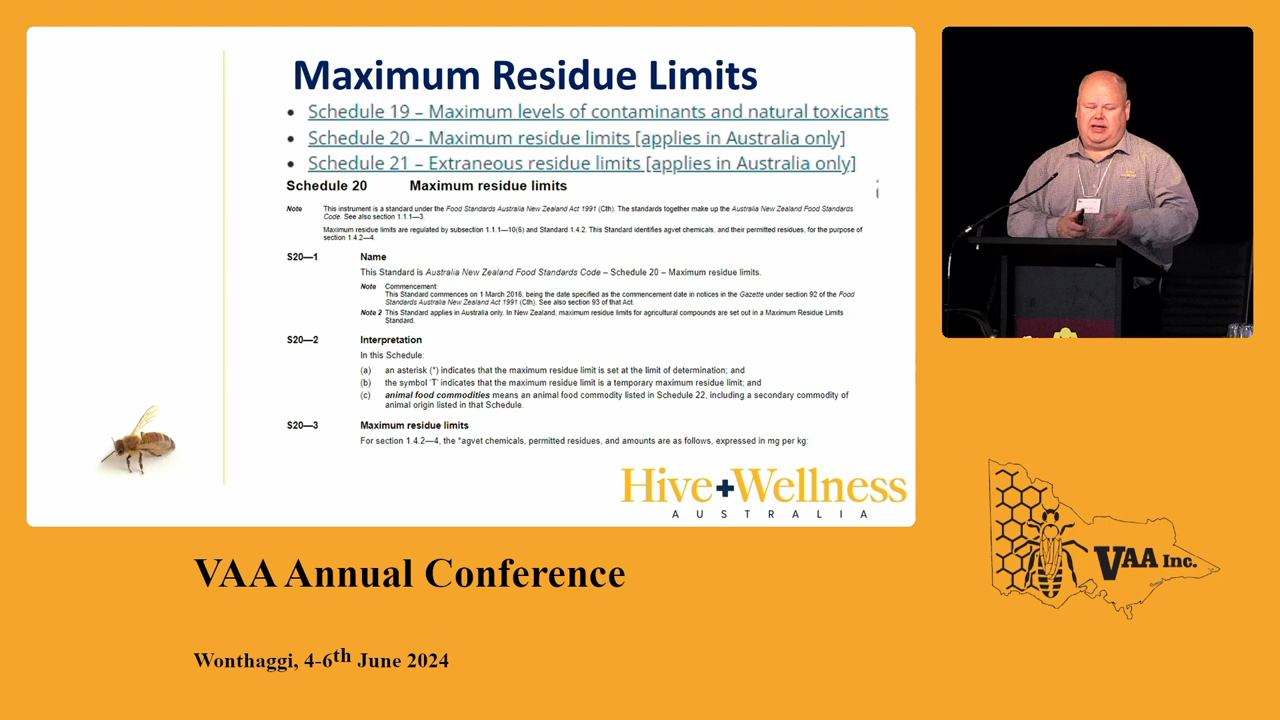 Maximum Residue Limits
• Schedule 19 – Maximum levels of contaminants and natural toxicants
• Schedule 20 – Maximum residue limits [applies in Australia only]
• Schedule 21 – Extraneous residue limits [applies in Australia only]
Schedule 20 Maximum residue limits
Note This instrument is a standard under the Food Standards Australia New Zealand Act 1991 (Cth). The standards together make up the Australia New Zealand Food Standards
Code. See also section 1.1.1—3.
Maximum residue limits are regulated by subsection 1.1.1—10(6) and Standard 1.4.2. This Standard identifies agvet chemicals, and their permitted residues, for the purpose of
section 1.4.2—4.
S20—1 Name
This Standard is Australia New Zealand Food Standards Code – Schedule 20 – Maximum residue limits.
Note Commencement:
This Standard commences on 1 March 2016, being the date specified as the commencement date in notices in the Gazette under section 92 of the Food
Standards Australia New Zealand Act 1991 (Cth). See also section 93 of that Act.
Note 2 This Standard applies in Australia only. In New Zealand, maximum residue limits for agricultural compounds are set out in a Maximum Residue Limits
Standard.
S20—2 Interpretation
In this Schedule:
(a) an asterisk (*) indicates that the maximum residue limit is set at the limit of determination; and
(b) the symbol 'T' indicates that the maximum residue limit is a temporary maximum residue limit; and
(c) animal food commodities means an animal food commodity listed in Schedule 22, including a secondary commodity of
animal origin listed in that Schedule.
S20—3 Maximum residue limits
For section 1.4.2—4, the *agvet chemicals, permitted residues, and amounts are as follows, expressed in mg per kg:
Hive+Wellness
AUSTRALIA
VAA Annual Conference
Wonthaggi, 4-6th June 2024
VAA Inc.